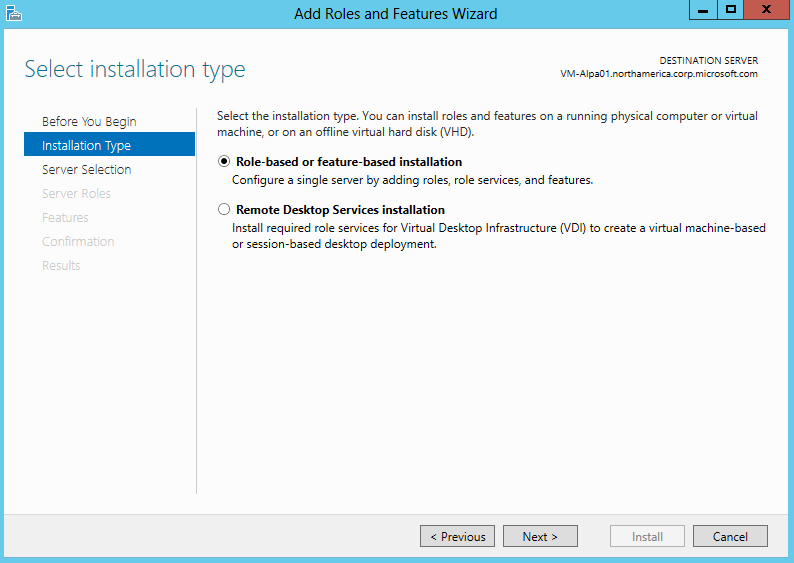 Add Roles and Features Wizard
Select installation type
DESTINATION SERVER
VM-Alpa01.northamerica.corp.microsoft.com
Before You Begin
Installation Type
Server Selection
Server Roles
Features
Confirmation
Results
Select the installation type. You can install roles and features on a running physical computer or virtual
machine, or on an offline virtual hard disk (VHD).
Role-based or feature-based installation
Configure a single server by adding roles, role services, and features.
Remote Desktop Services installation
Install required role services for Virtual Desktop Infrastructure (VDI) to create a virtual machine-based
or session-based desktop deployment.
< Previous
Next >
Install
Cancel